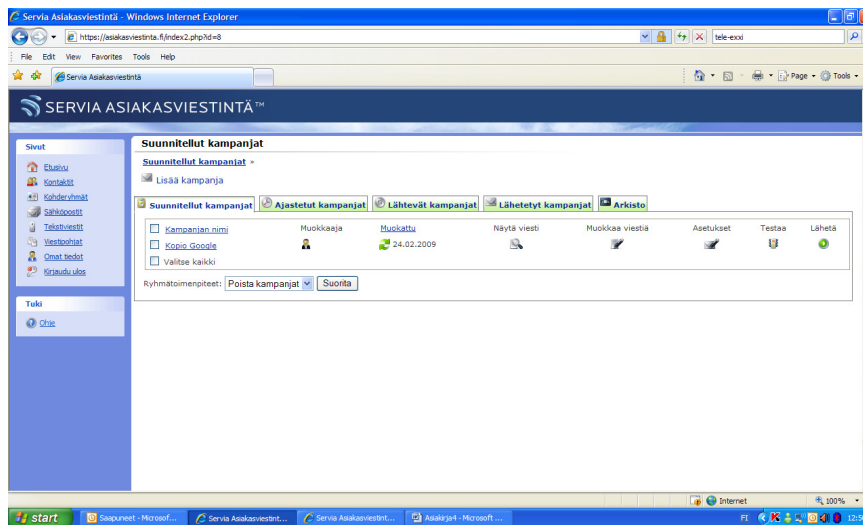 Servia Asiakasviestintä - Windows Internet Explorer
https://asiakasviestinta.fi/index2.php?id=8
tele-exxi
File Edit View Favorites Tools Help
Servia Asiakasviestintä
Page Tools
SERVIA ASIAKASVIESTINTÄ™
Sivut
Etusivu
Kontaktit
Kohderyhmät
Sähköpostit
Tekstiviestit
Viestipohjat
Omat tiedot
Kirjaudu ulos
Tuki
Ohje
Suunnitellut kampanjat
Suunnitellut kampanjat »
Lisää kampanja
Suunnitellut kampanjat Ajastetut kampanjat Lähtevät kampanjat Lähetetyt kampanjat Arkisto
Kampanjan nimi Muokkaaja Muokattu Näytä viesti Muokkaa viestiä Asetukset Testaa Lähetä
Kopio Google 24.02.2009
Valitse kaikki
Ryhmätoimenpiteet: Poista kampanjat Suorita
Internet 100%
start Saapuneet - Microsof... Servia Asiakasviestint... Servia Asiakasviestint... Asiakirja4 - Microsoft ... FI